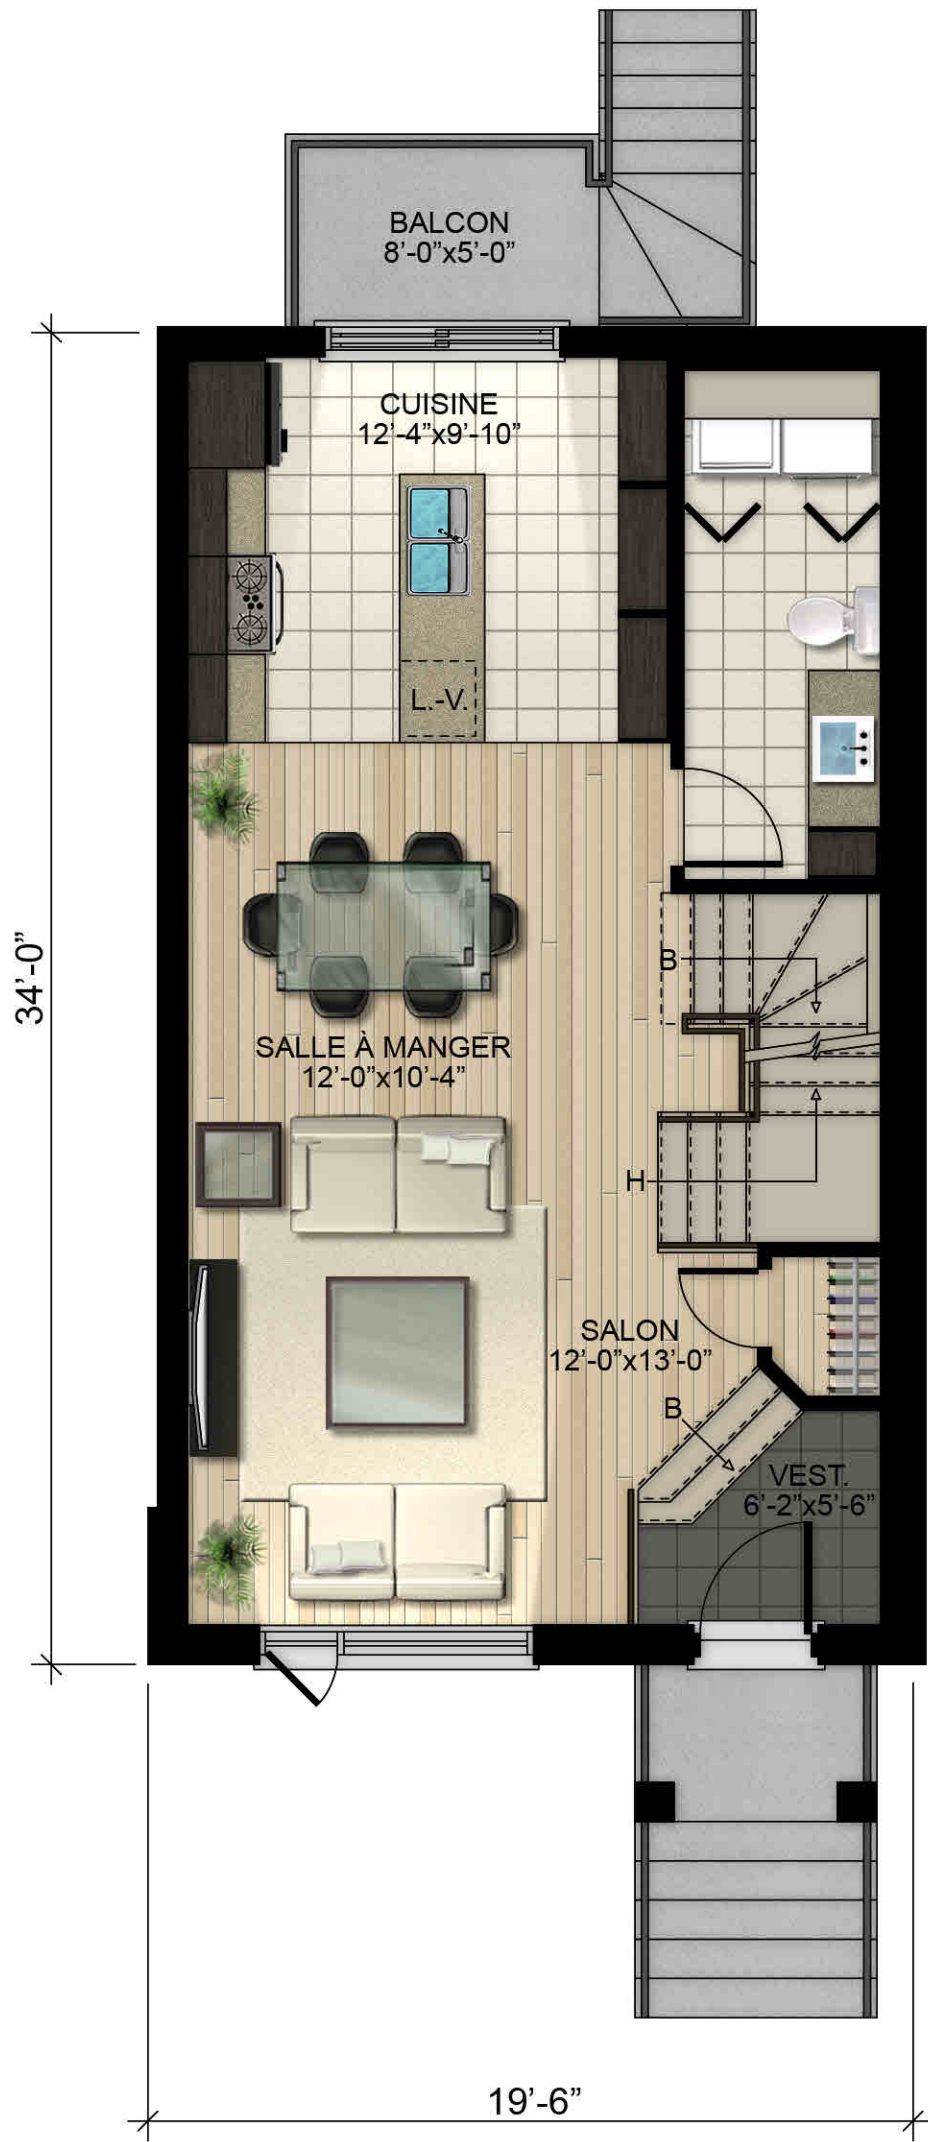 BALCON
8'-0”x5'-0”
CUISINE
12'-4”x9'-10”
L.-V.
B
34'-0”
SALLE À MANGER
12'-0”x10'-4”
H
SALON
12'-0”x13'-0”
B
VEST.
6'-2”x5'-6”
19'-6”